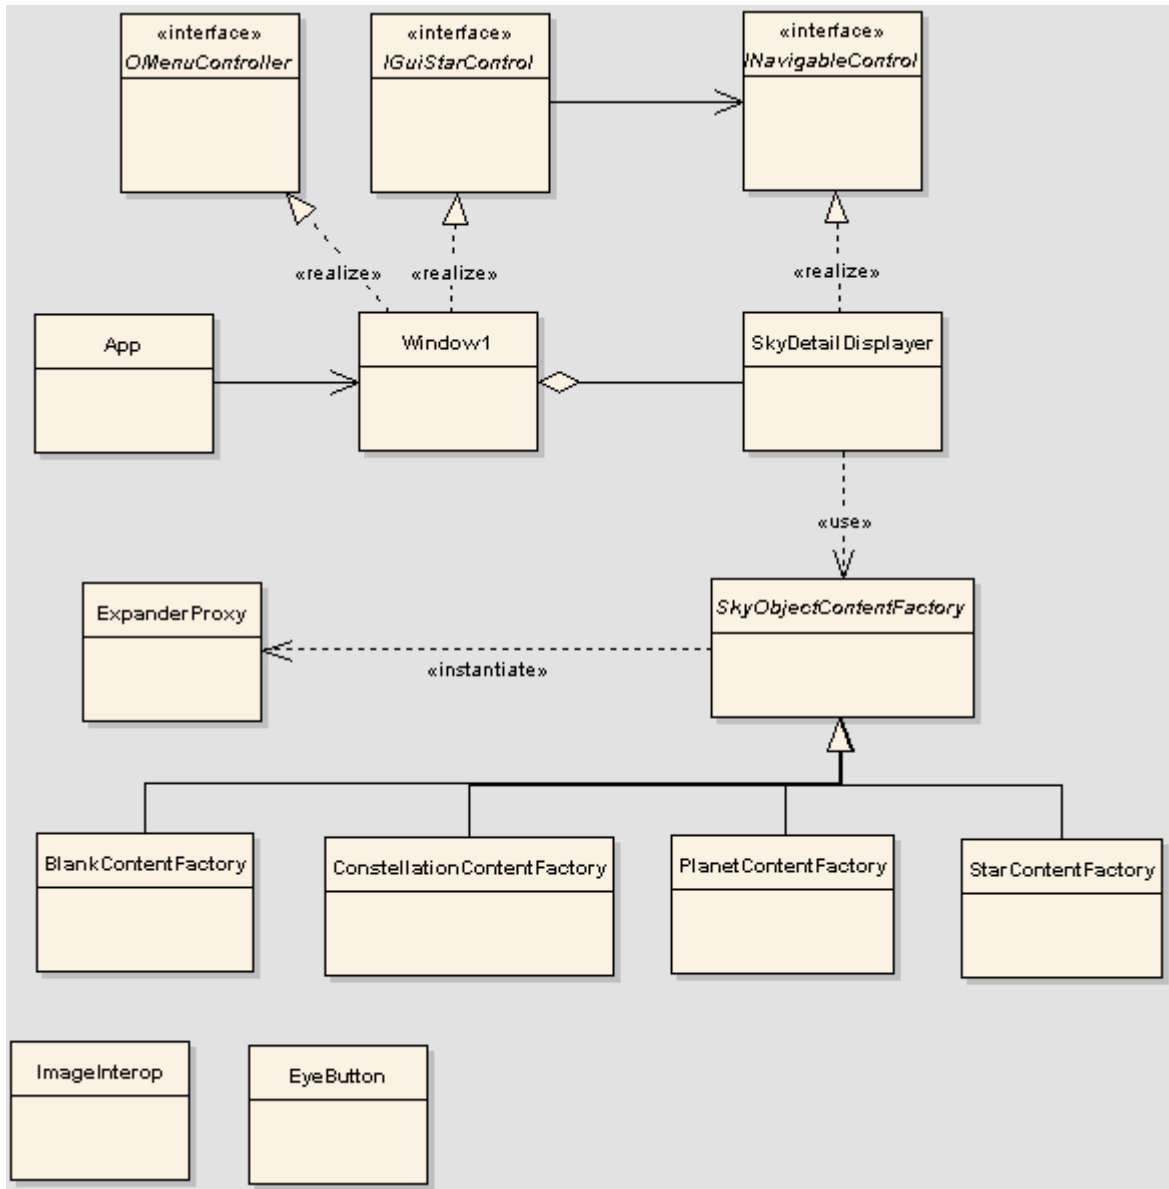 «interface» «interface» «interface»
OMenuController IGuiStarControl INavigableControl
«realize» «realize» «realize»
App Window1 SkyDetailDisplayer
«use»
ExpanderProxy SkyObjectContentFactory
«instantiate»
BlankContentFactory ConstellationContentFactory PlanetContentFactory StarContentFactory
ImageInterop EyeButton